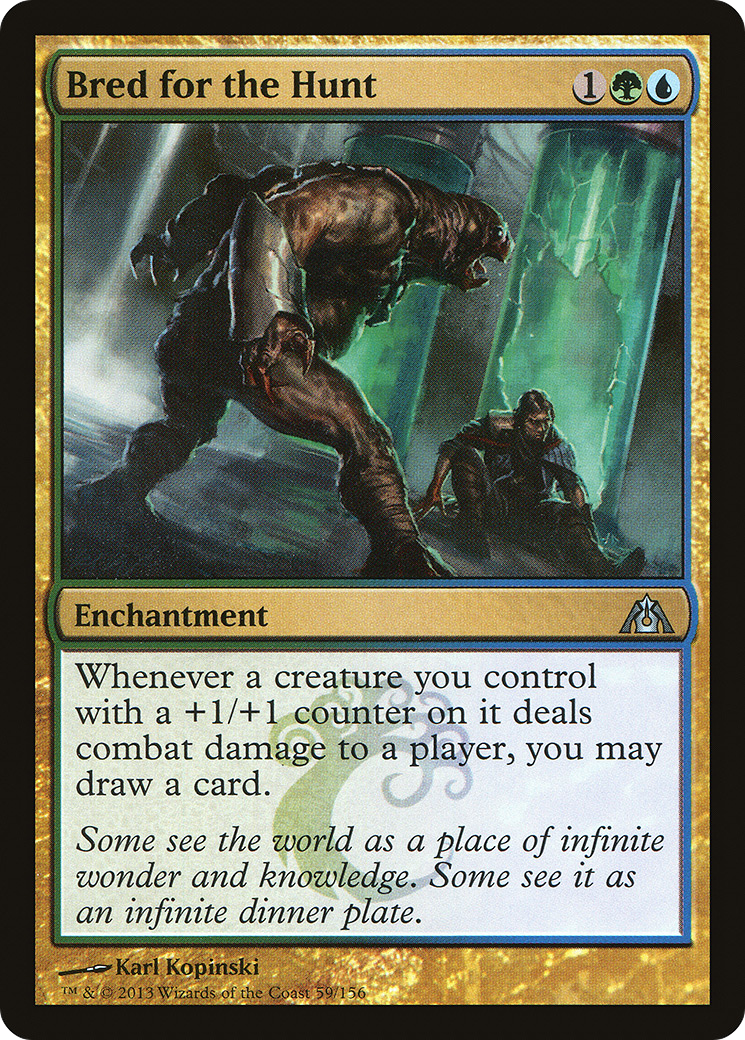 Bred for the Hunt
1
Enchantment
Whenever a creature you control
with a +1/+1 counter on it deals
combat damage to a player, you may
draw a card.
Some see the world as a place of infinite
wonder and knowledge. Some see it as
an infinite dinner plate.
Karl Kopinski
™ & © 2013 Wizards of the Coast 59/156